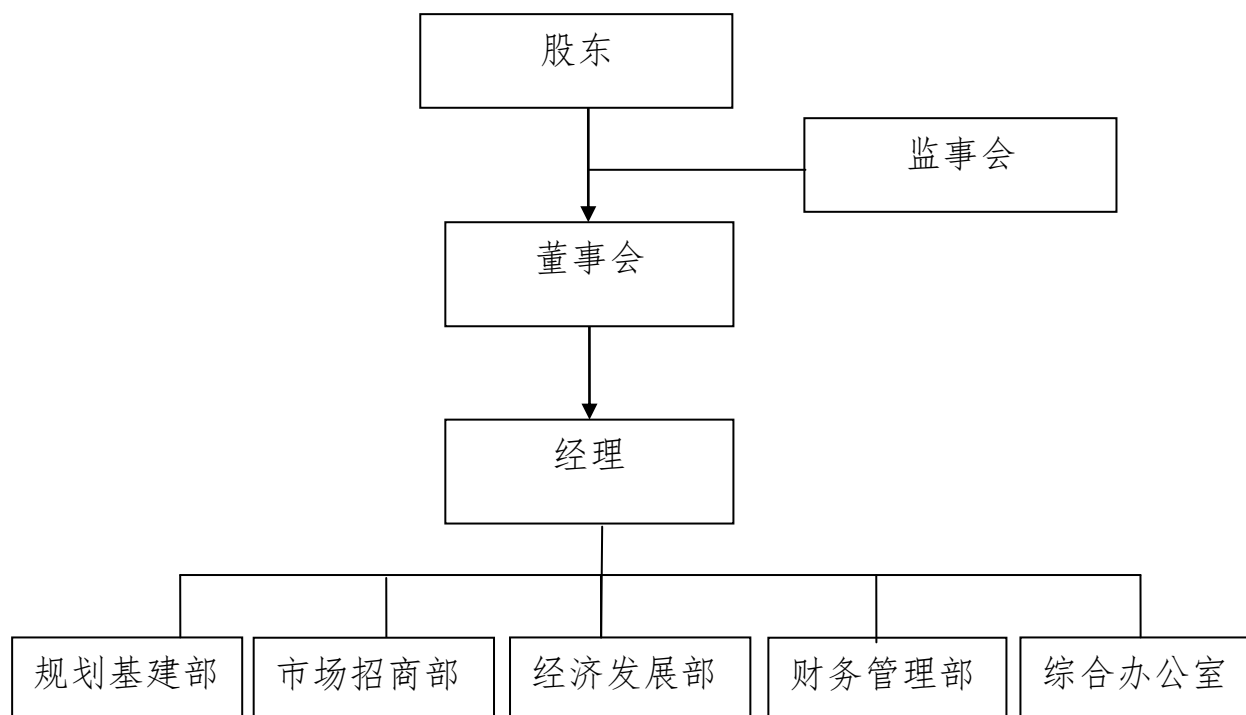 股东
监事会
董事会
经理
规划基建部
市场招商部
经济发展部
财务管理部
综合办公室